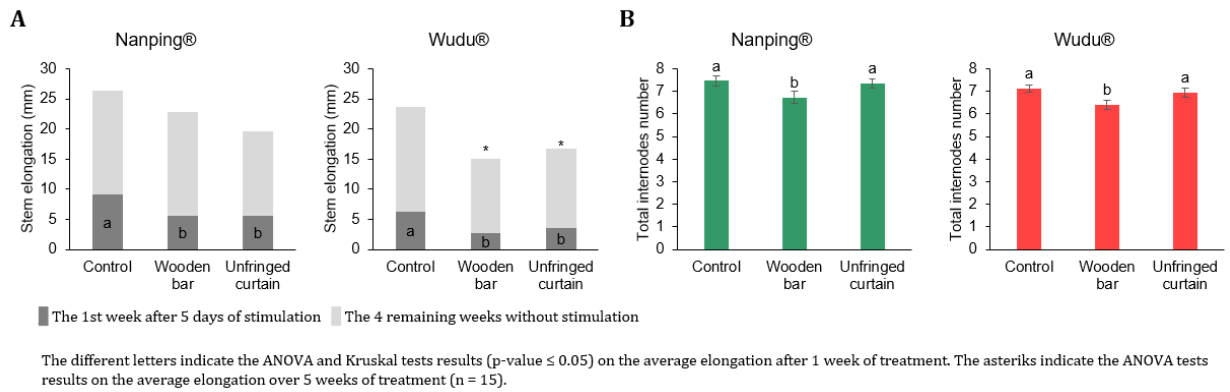 A
B
Nanping®
Wudu®
Nanping®
Wudu®
Stem elongation (mm)
30
25
20
15
10
5
0
a
b
b
Control
Wooden bar
Unfringed curtain
Stem elongation (mm)
30
25
20
15
10
5
0
*
*
a
b
b
Control
Wooden bar
Unfringed curtain
Total internodes number
8
7
6
5
4
3
2
1
0
a
b
a
Control
Wooden
bar
Unfringed
curtain
Total internodes number
8
7
6
5
4
3
2
1
0
a
b
a
Control
Wooden
bar
Unfringed
curtain
The 1st week after 5 days of stimulation
The 4 remaining weeks without stimulation
The different letters indicate the ANOVA and Kruskal tests results (p-value ≤ 0.05) on the average elongation after 1 week of treatment. The asteriks indicate the ANOVA tests
results on the average elongation over 5 weeks of treatment (n = 15).